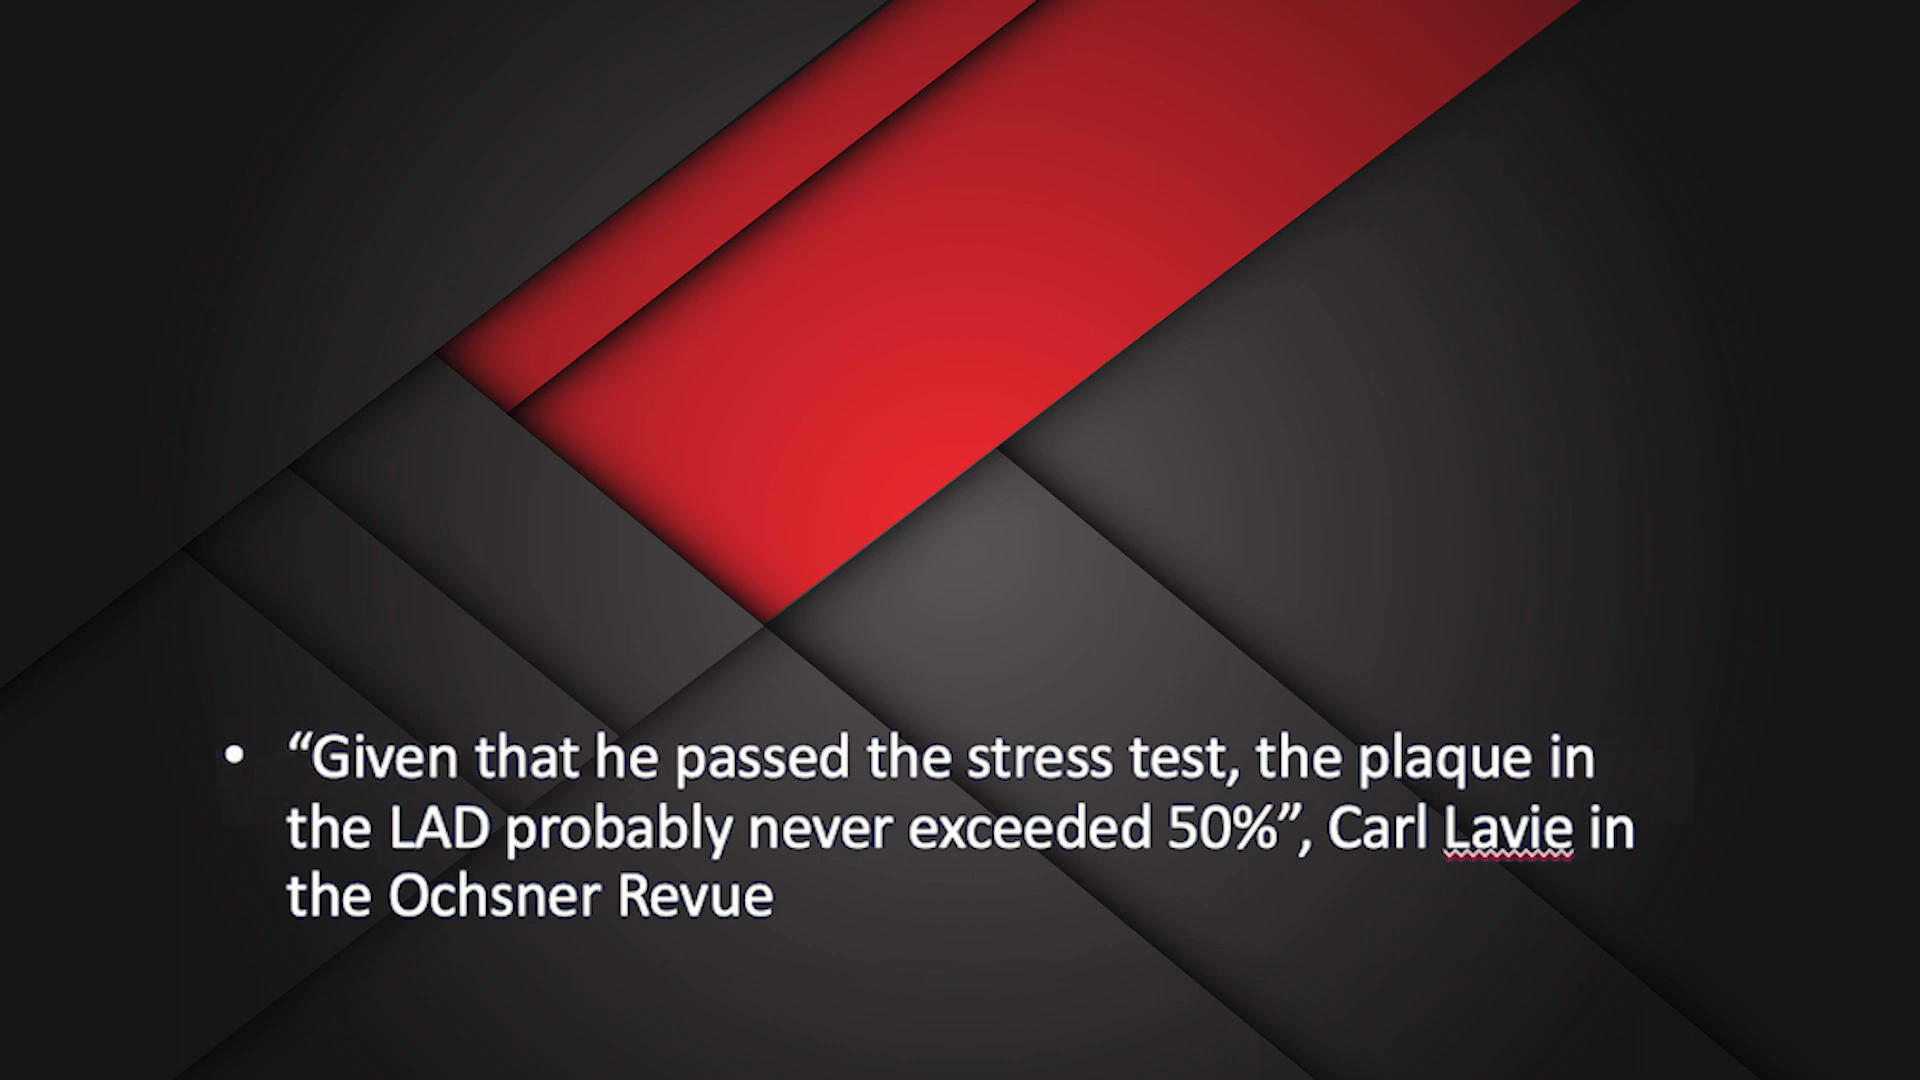 • “Given that he passed the stress test, the plaque in
the LAD probably never exceeded 50%”, Carl Lavie in
the Ochsner Revue